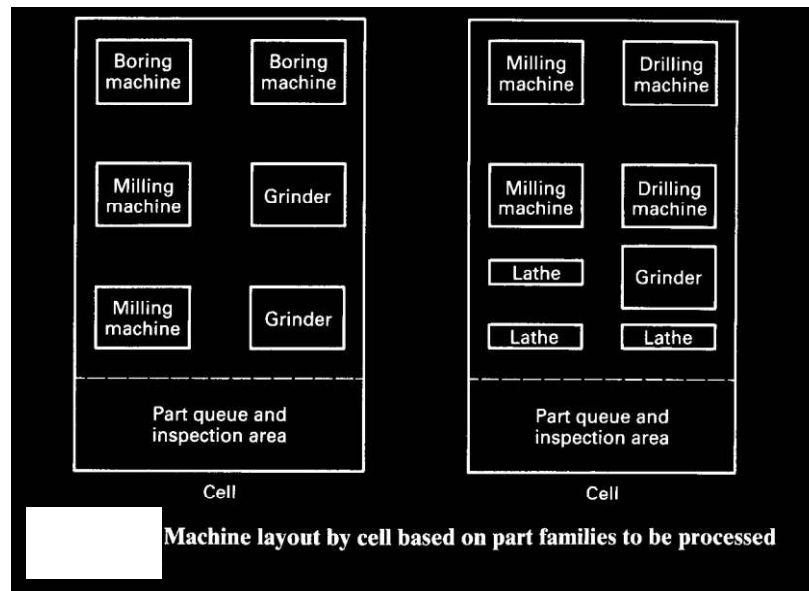 Boring
machine
Boring
machine
Milling
machine
Grinder
Milling
machine
Grinder
Part queue and
inspection area
Cell
Milling
machine
Drilling
machine
Milling
machine
Drilling
machine
Lathe
Grinder
Lathe
Lathe
Part queue and
inspection area
Cell
Machine layout by cell based on part families to be processed